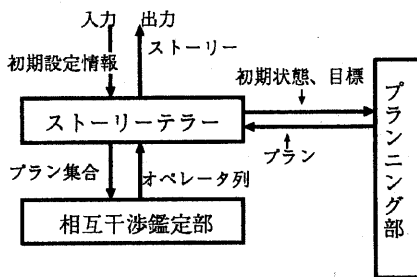 入力
出力
ストーリー
初期設定情報
初期状態、目標
ストーリーテラー
プラン
プラン集合
オペレータ列
相互干渉鑑定部
プランニング部